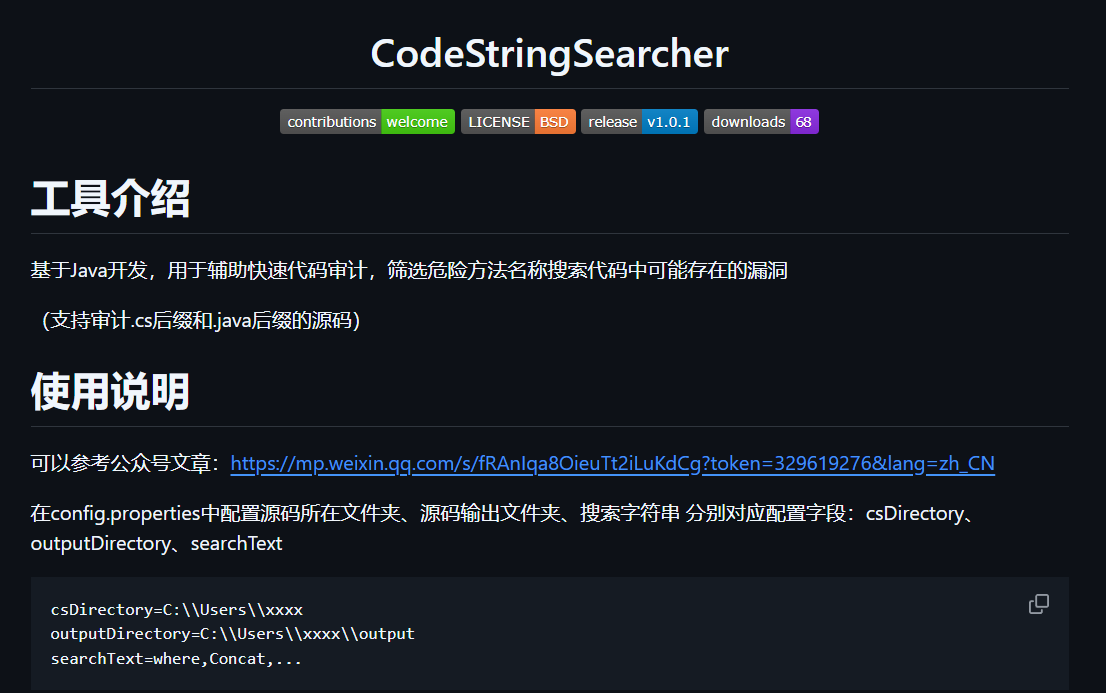 CodeStringSearcher
contributions welcome LICENSE BSD release v1.0.1 downloads 68
工具介绍
基于Java开发，用于辅助快速代码审计，筛选危险方法名称搜索代码中可能存在的漏洞
（支持审计.cs后缀和.java后缀的源码）
使用说明
可以参考公众号文章：https://mp.weixin.qq.com/s/fRAnIqa8OieuTt2iLuKdCg?token=329619276&lang=zh_CN
在config.properties中配置源码所在文件夹、源码输出文件夹、搜索字符串 分别对应配置字段：csDirectory、
outputDirectory、searchText
csDirectory=C:\\Users\\xxxx
outputDirectory=C:\\Users\\xxxx\\output
searchText=where,Concat,...